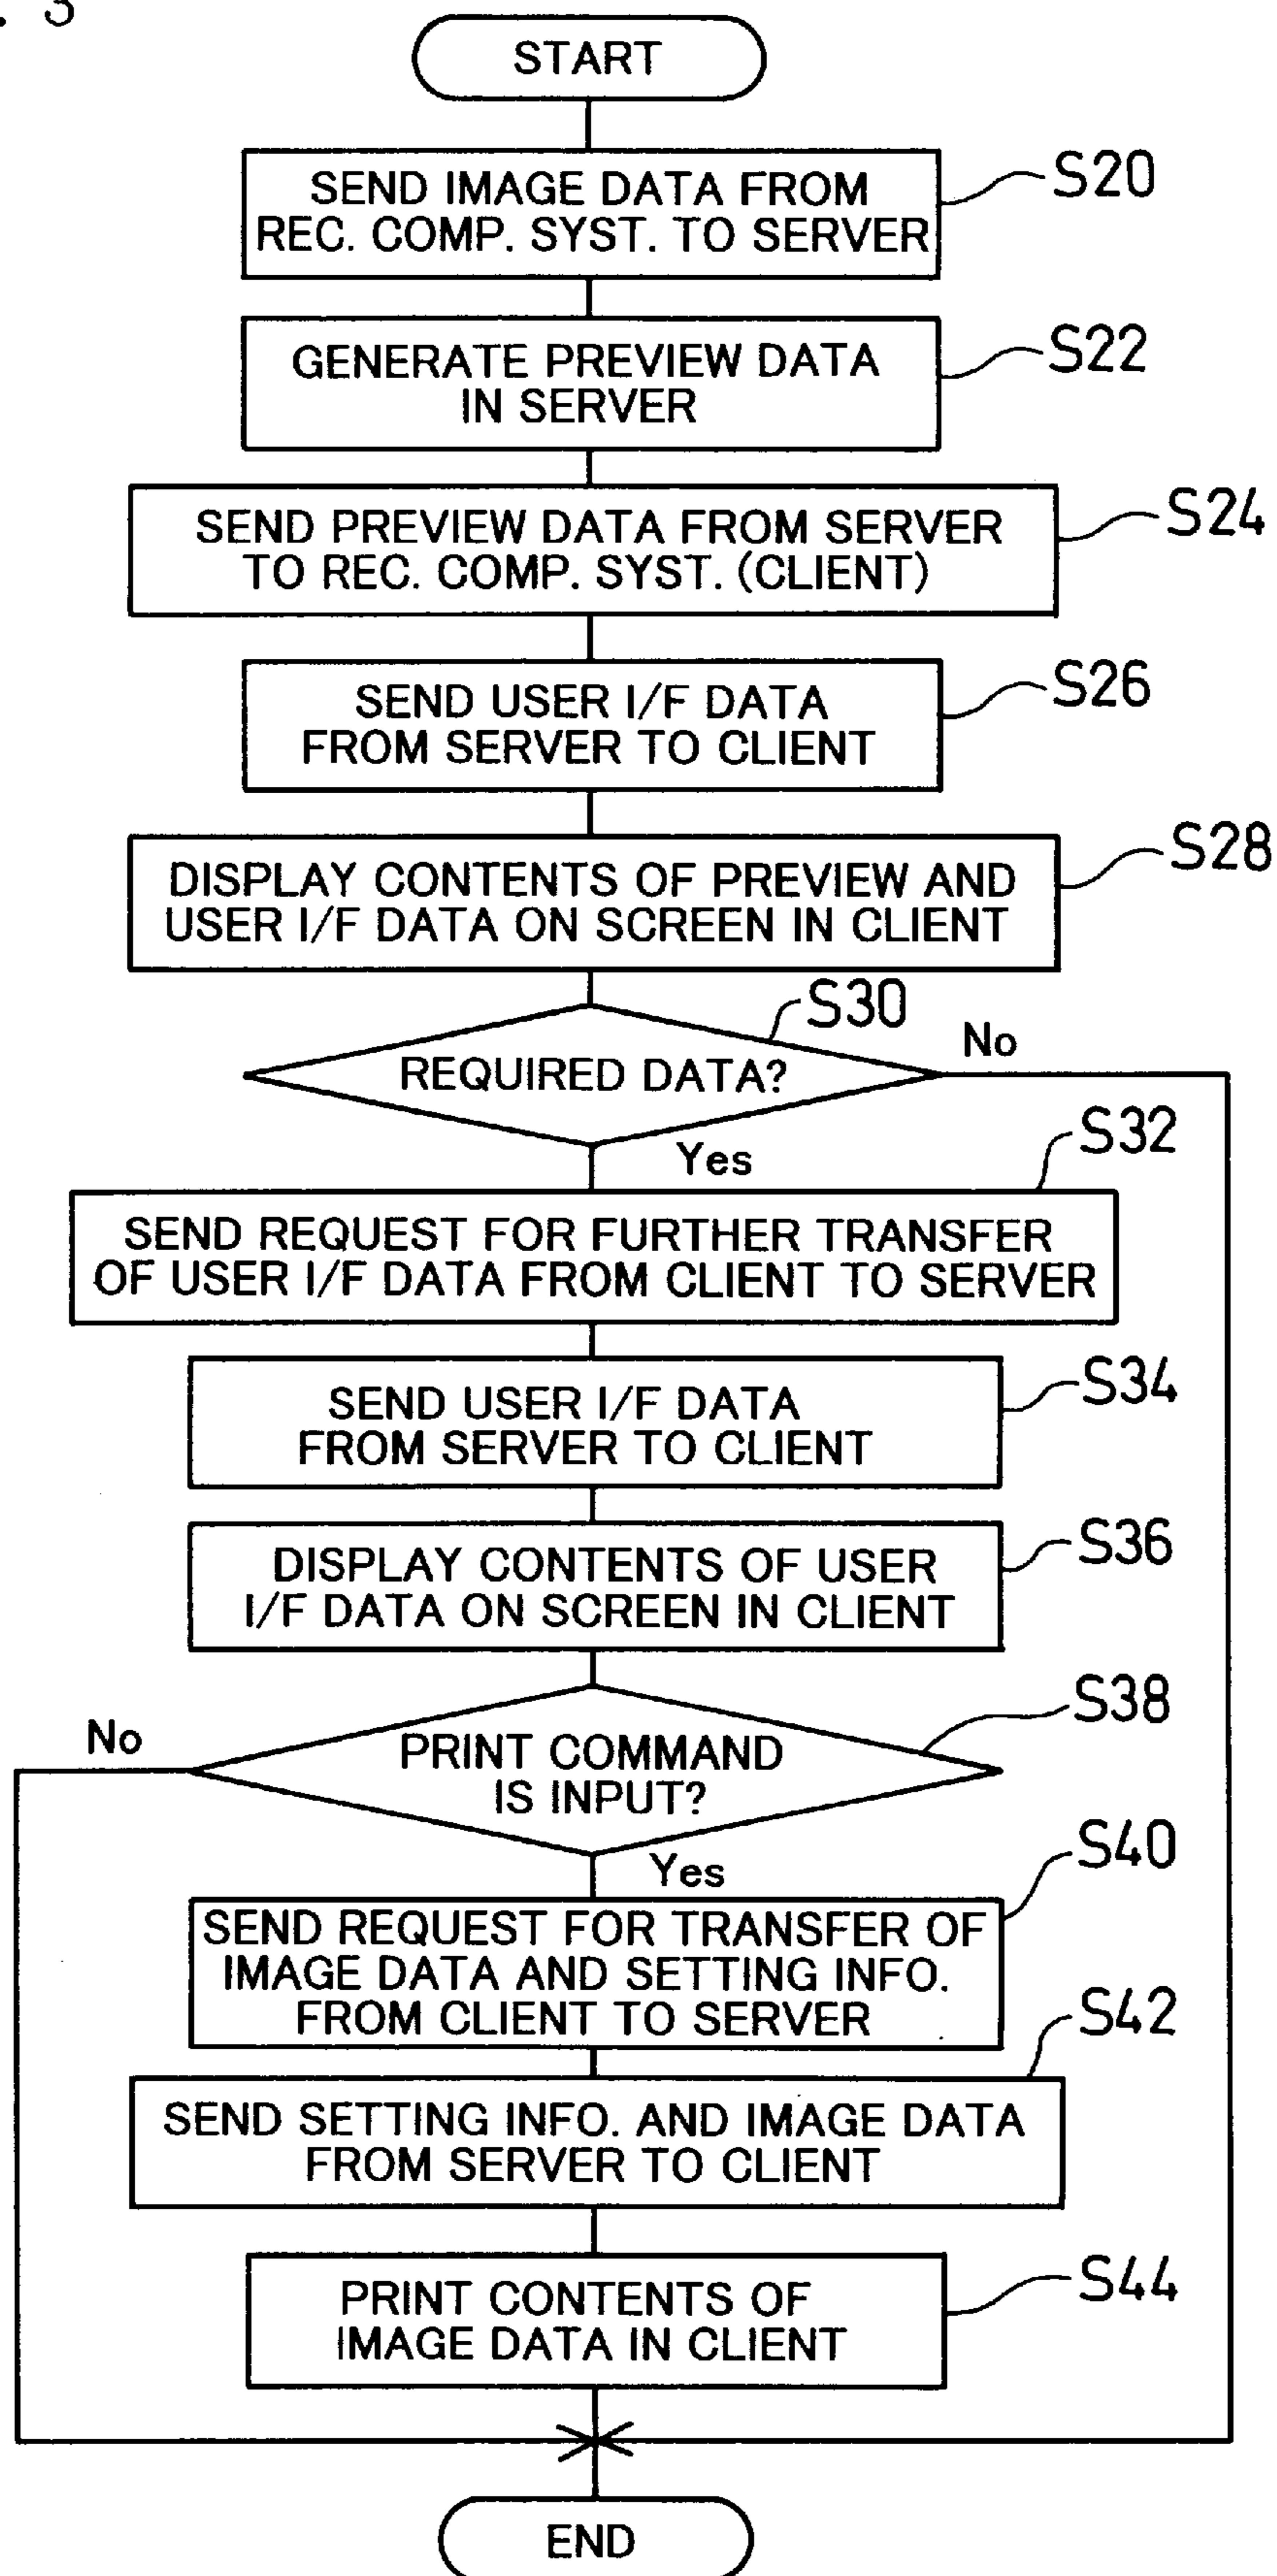 . 3
START
SEND IMAGE DATA FROM
REC. COMP. SYST. TO SERVER
S20
GENERATE PREVIEW DATA
IN SERVER
S22
SEND PREVIEW DATA FROM SERVER
TO REC. COMP. SYST. (CLIENT)
S24
SEND USER I/F DATA
FROM SERVER TO CLIENT
S26
DISPLAY CONTENTS OF PREVIEW AND
USER I/F DATA ON SCREEN IN CLIENT
S28
S30
REQUIRED DATA?
No
Yes
S32
SEND REQUEST FOR FURTHER TRANSFER
OF USER I/F DATA FROM CLIENT TO SERVER
SEND USER I/F DATA
FROM SERVER TO CLIENT
S34
DISPLAY CONTENTS OF USER
I/F DATA ON SCREEN IN CLIENT
S36
S38
No
PRINT COMMAND
IS INPUT?
Yes
S40
SEND REQUEST FOR TRANSFER OF
IMAGE DATA AND SETTING INFO.
FROM CLIENT TO SERVER
S42
SEND SETTING INFO. AND IMAGE DATA
FROM SERVER TO CLIENT
PRINT CONTENTS OF
IMAGE DATA IN CLIENT
S44
END